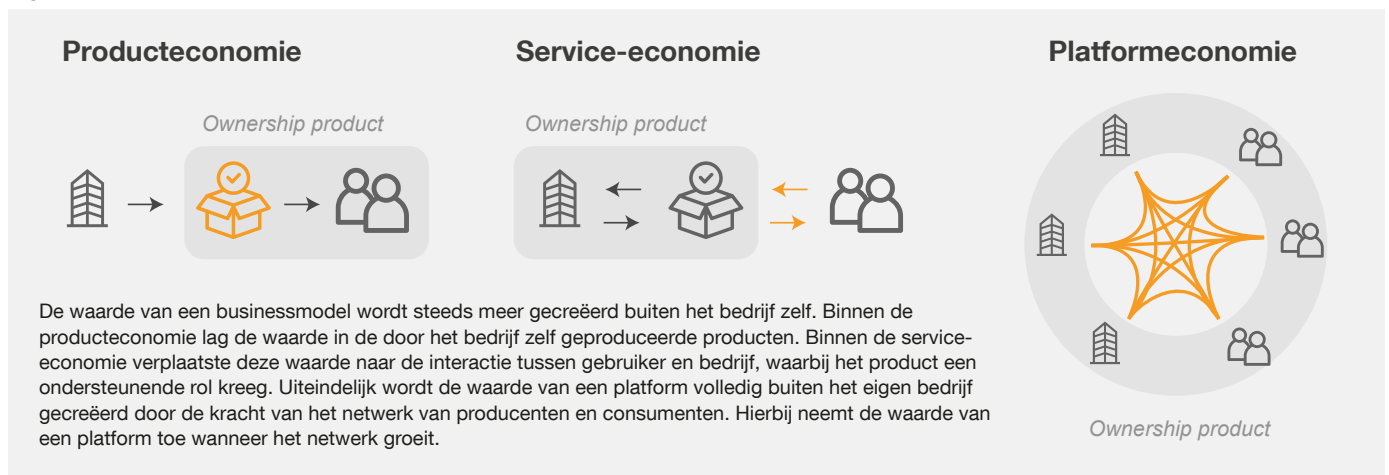 Producteconomie
Service-economie
Platformeconomie
Ownership product
Ownership product
De waarde van een businessmodel wordt steeds meer gecreëerd buiten het bedrijf zelf. Binnen de
producteconomie lag de waarde in de door het bedrijf zelf geproduceerde producten. Binnen de service-
economie verplaatste deze waarde naar de interactie tussen gebruiker en bedrijf, waarbij het product een
ondersteunende rol kreeg. Uiteindelijk wordt de waarde van een platform volledig buiten het eigen bedrijf
gecreëerd door de kracht van het netwerk van producenten en consumenten. Hierbij neemt de waarde van
een platform toe wanneer het netwerk groeit.
Ownership product